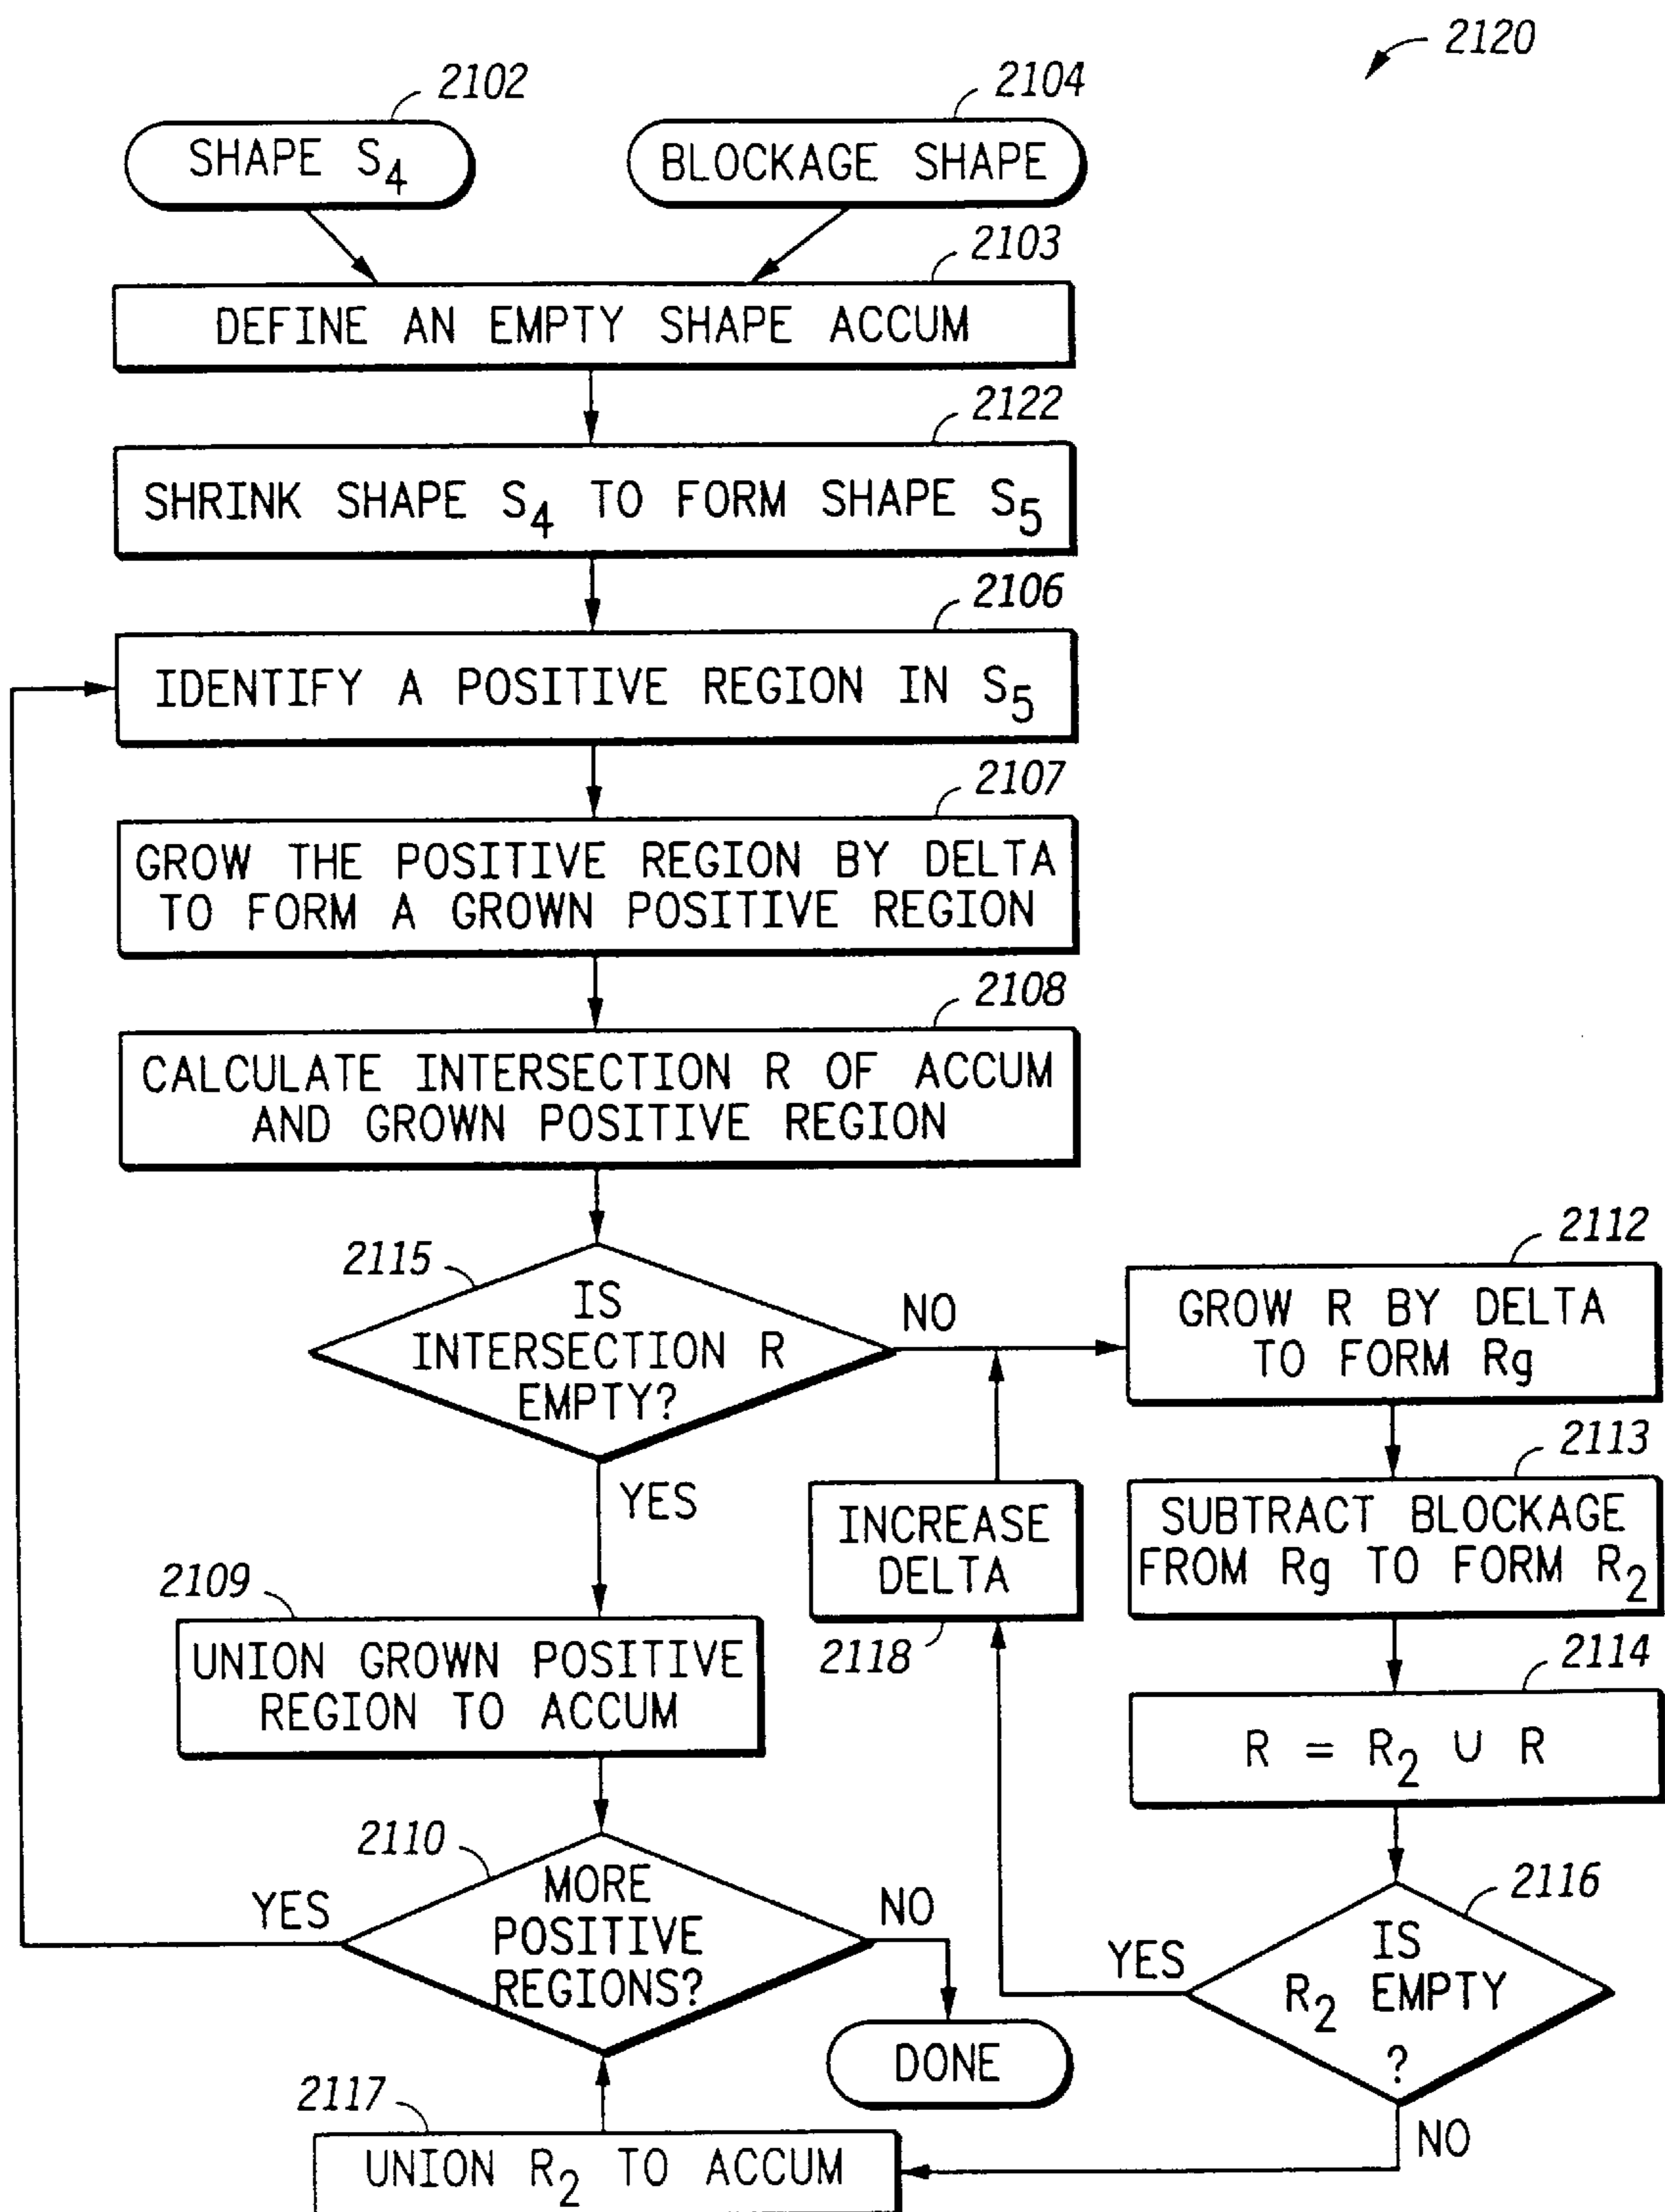 2120
2102
2104
SHAPE S4
BLOCKAGE SHAPE
2103
DEFINE AN EMPTY SHAPE ACCUM
2122
SHRINK SHAPE S4 TO FORM SHAPE S5
2106
IDENTIFY A POSITIVE REGION IN S5
2107
GROW THE POSITIVE REGION BY DELTA
TO FORM A GROWN POSITIVE REGION
2108
CALCULATE INTERSECTION R OF ACCUM
AND GROWN POSITIVE REGION
2115
IS
INTERSECTION R
EMPTY?
NO
YES
2112
GROW R BY DELTA
TO FORM Rg
2113
SUBTRACT BLOCKAGE
FROM Rg TO FORM R2
2114
R = R2 ∪ R
2116
IS
R2 EMPTY
?
YES
NO
INCREASE
DELTA
2118
2109
UNION GROWN POSITIVE
REGION TO ACCUM
2110
MORE
POSITIVE
REGIONS?
YES
NO
DONE
2117
UNION R2 TO ACCUM